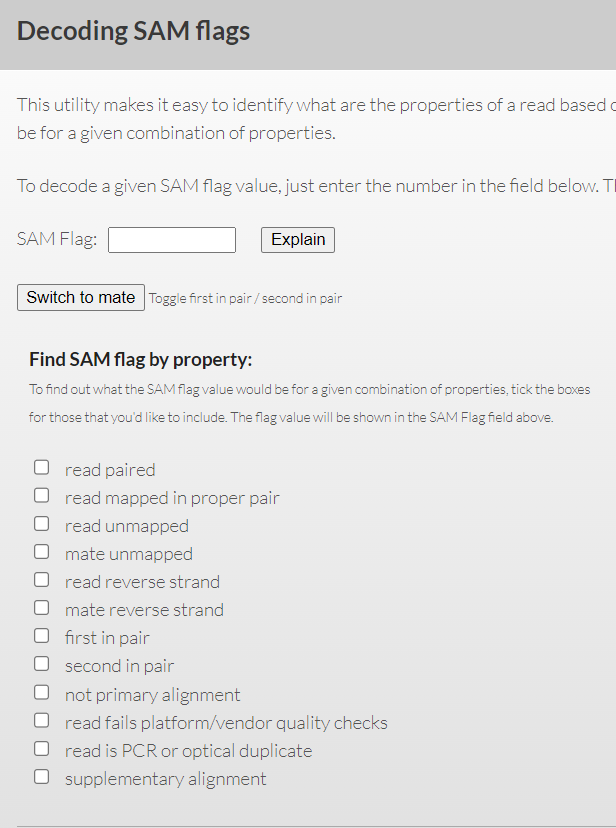 Decoding SAM flags
This utility makes it easy to identify what are the properties of a read based
be for a given combination of properties.
To decode a given SAM flag value, just enter the number in the field below.
SAM Flag: Explain
Switch to mate Toggle first in pair / second in pair
Find SAM flag by property:
To find out what the SAM flag value would be for a given combination of properties, tick the boxes
for those that you'd like to include. The flag value will be shown in the SAM Flag field above.
read paired
read mapped in proper pair
read unmapped
mate unmapped
read reverse strand
mate reverse strand
first in pair
second in pair
not primary alignment
read fails platform/vendor quality checks
read is PCR or optical duplicate
supplementary alignment